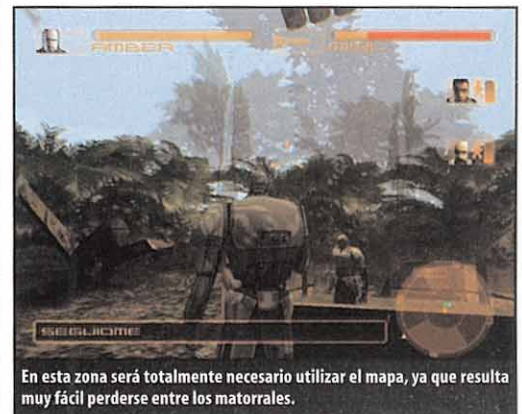 AMBER
SEGUIDME
En esta zona será totalmente necesario utilizar el mapa, ya que resulta
muy fácil perderse entre los matorrales.